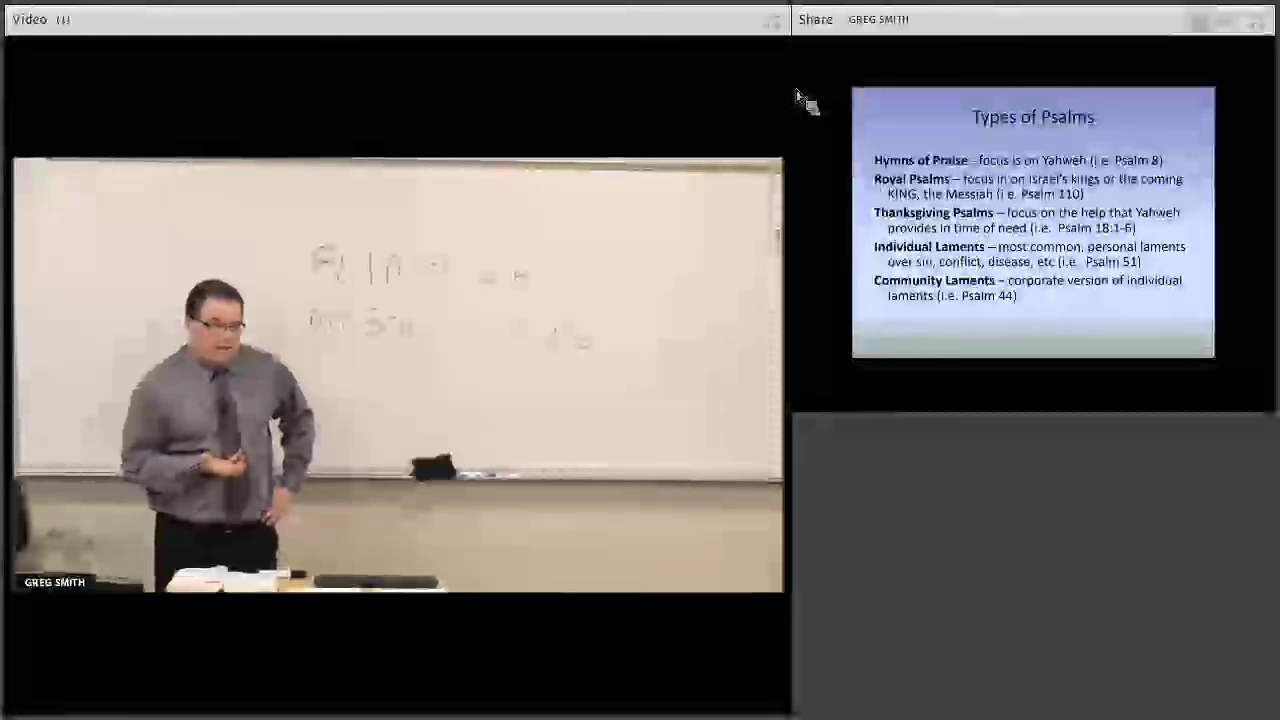 Video
Share GREG SMITH
Types of Psalms
Hymns of Praise - focus is on Yahweh (i.e. Psalm 8)
Royal Psalms – focus in on Israel's kings or the coming
KING, the Messiah (i.e. Psalm 110)
Thanksgiving Psalms – focus on the help that Yahweh
provides in time of need (i.e. Psalm 18:1-6)
Individual Laments – most common, personal laments
over sin, conflict, disease, etc (i.e. Psalm 51)
Community Laments – corporate version of individual
laments (i.e. Psalm 44)
GREG SMITH